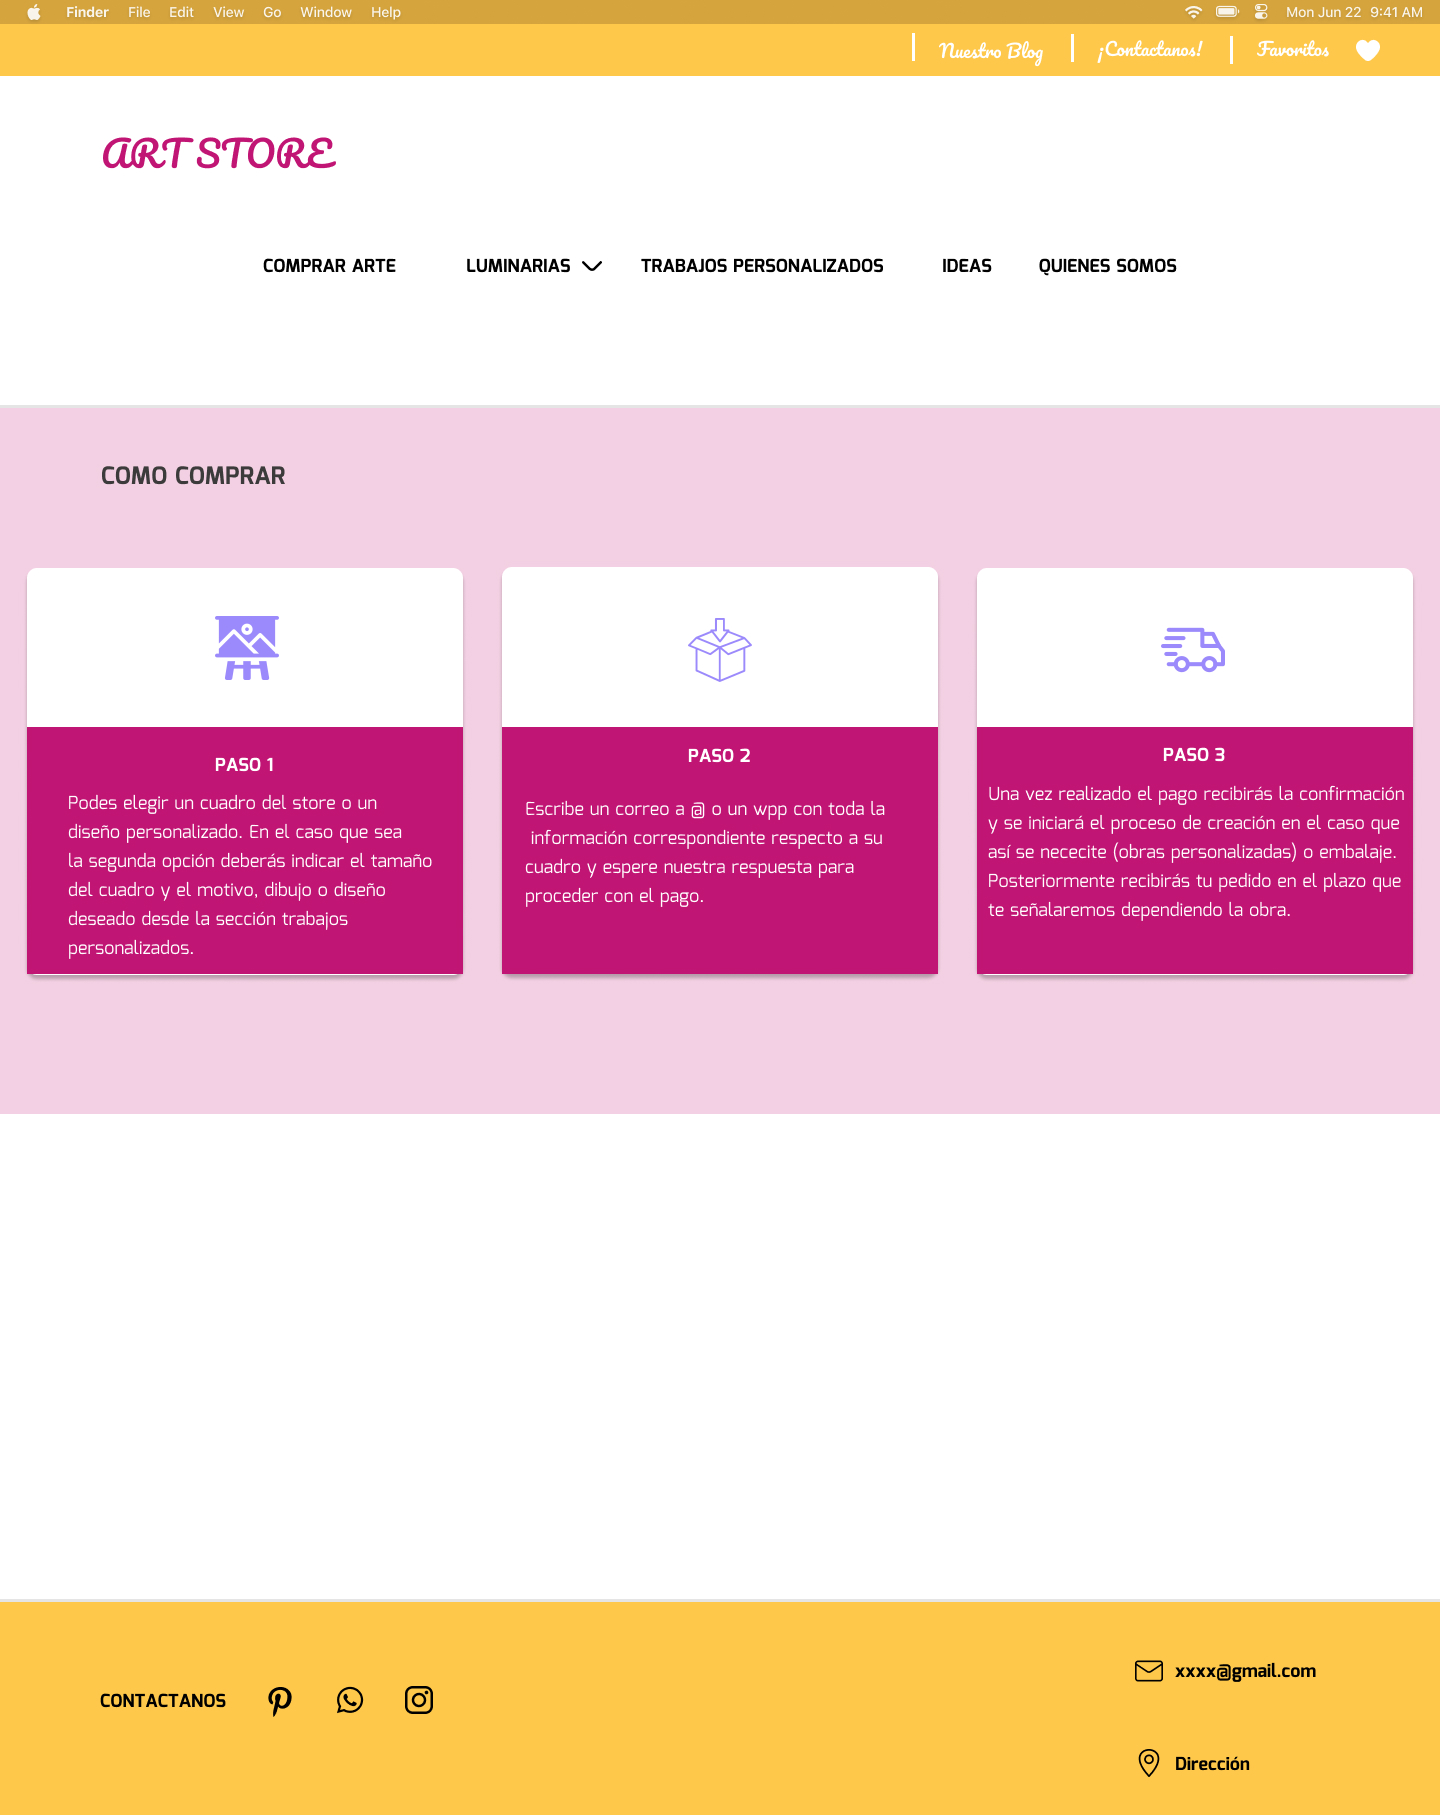 Finder File Edit View Go Window Help Mon Jun 22 9:41 AM
Nuestro Blog ¡Contactanos! Favoritos
ART STORE
COMPRAR ARTE LUMINARIAS TRABAJOS PERSONALIZADOS IDEAS QUIENES SOMOS
COMO COMPRAR
PASO 1
Podes elegir un cuadro del store o un
diseño personalizado. En el caso que sea
la segunda opción deberás indicar el tamaño
del cuadro y el motivo, dibujo o diseño
deseado desde la sección trabajos
personalizados.
PASO 2
Escribe un correo a @ o un wpp con toda la
información correspondiente respecto a su
cuadro y espere nuestra respuesta para
proceder con el pago.
PASO 3
Una vez realizado el pago recibirás la confirmación
y se iniciará el proceso de creación en el caso que
así se nececite (obras personalizadas) o embalaje.
Posteriormente recibirás tu pedido en el plazo que
te señalaremos dependiendo la obra.
CONTACTANOS
xxxx@gmail.com
Dirección